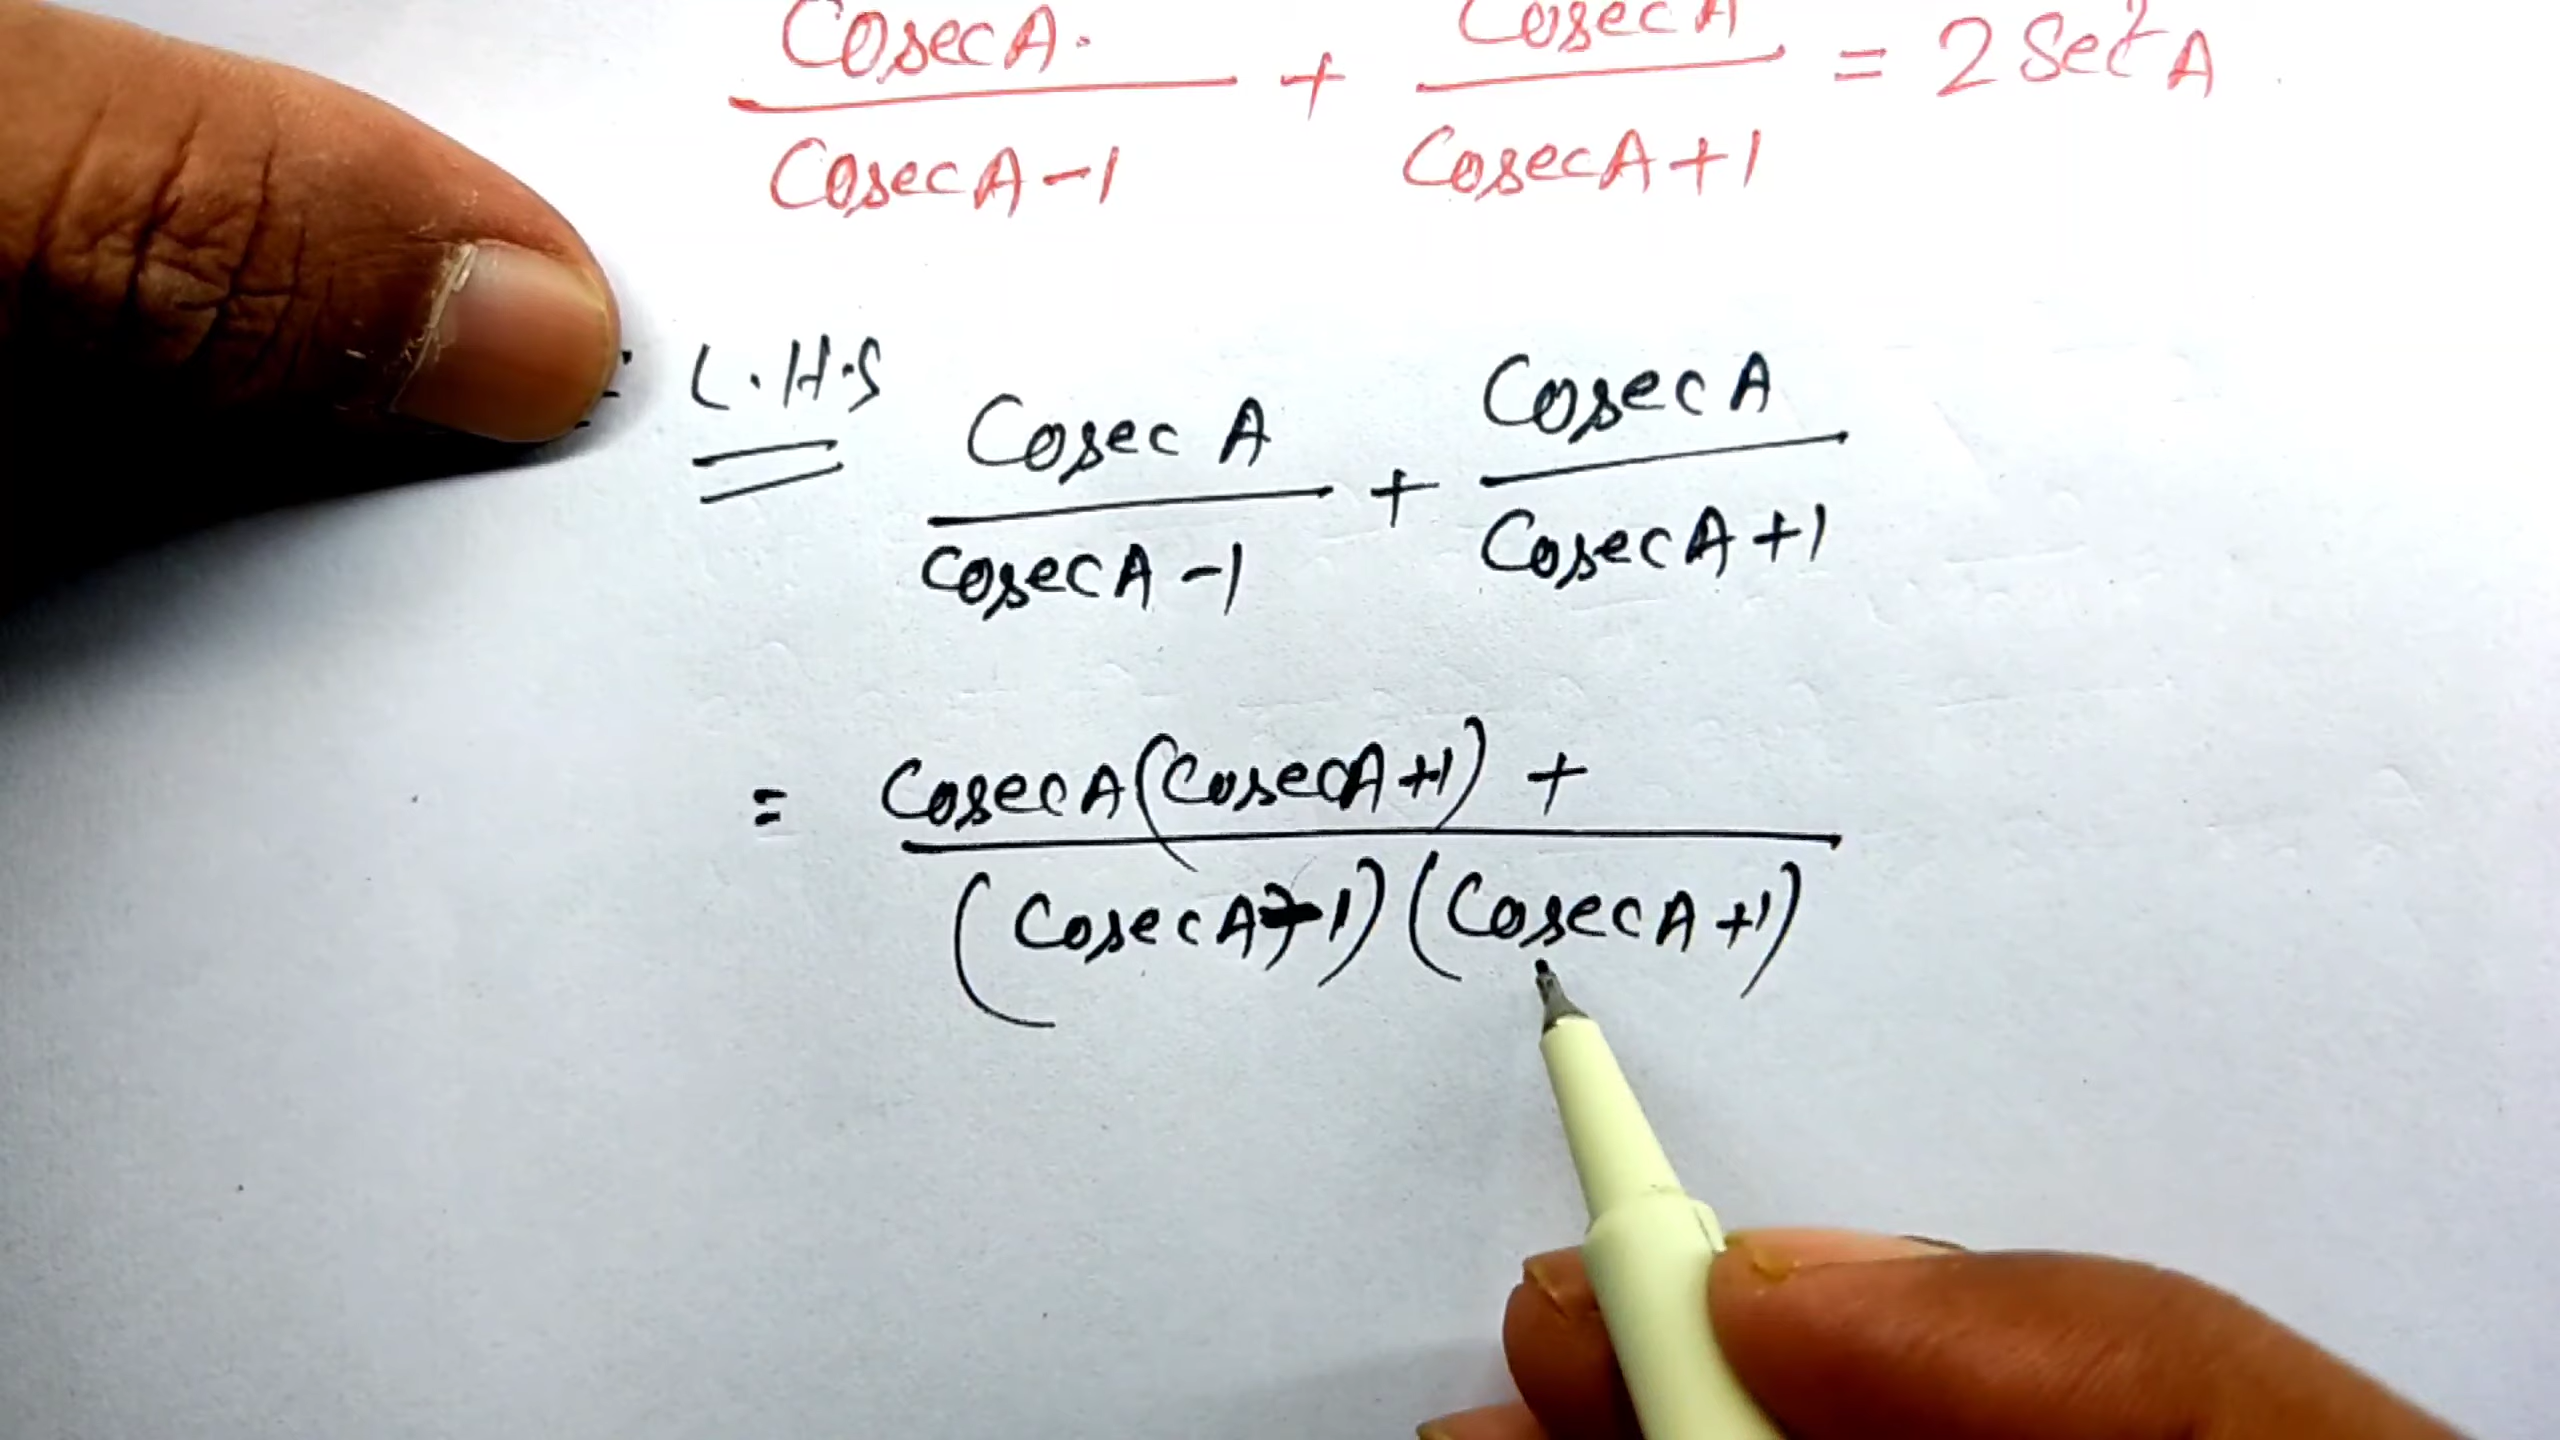 CosecA. / CosecA-1 + CosecA / CosecA+1 = 2 Sec²A
L.H.S CosecA / CosecA-1 + CosecA / CosecA+1
= CosecA(CosecA+1) + / (CosecA-1)(CosecA+1)